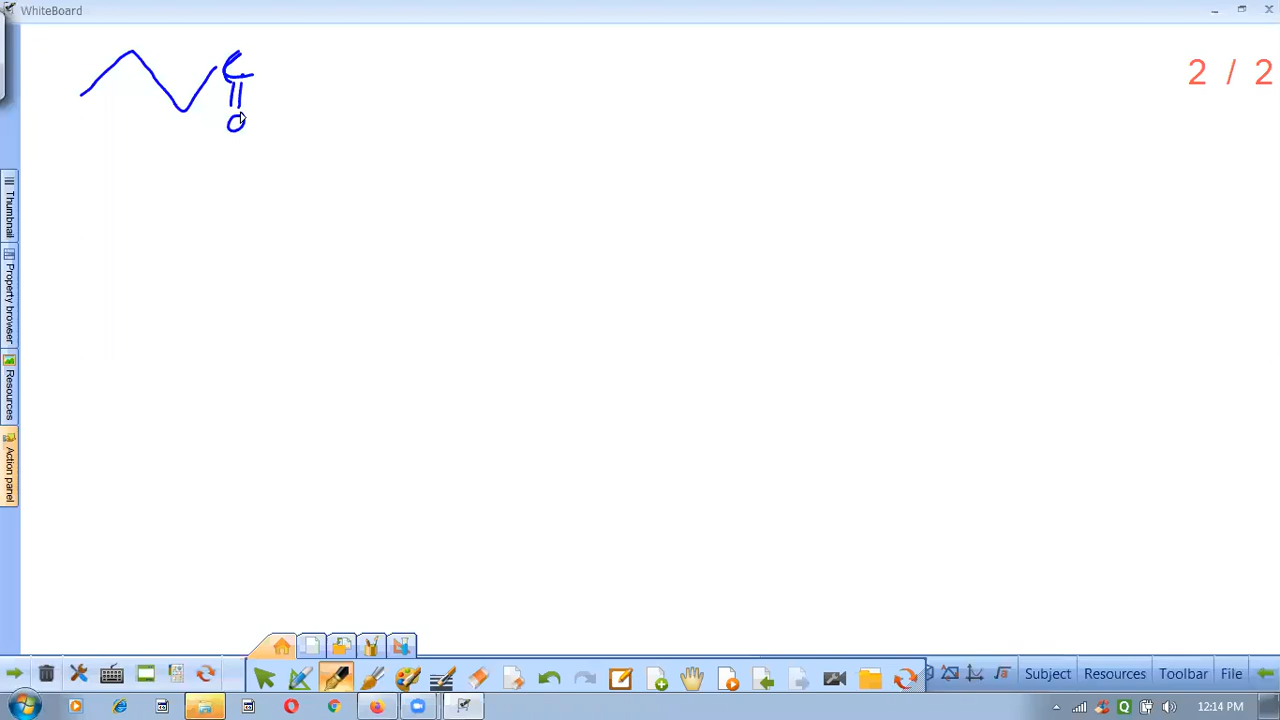 WhiteBoard
2 / 2
C
O
Thumbnail
Property browser
Resources
Action panel
Subject
Resources
Toolbar
File
12:14 PM